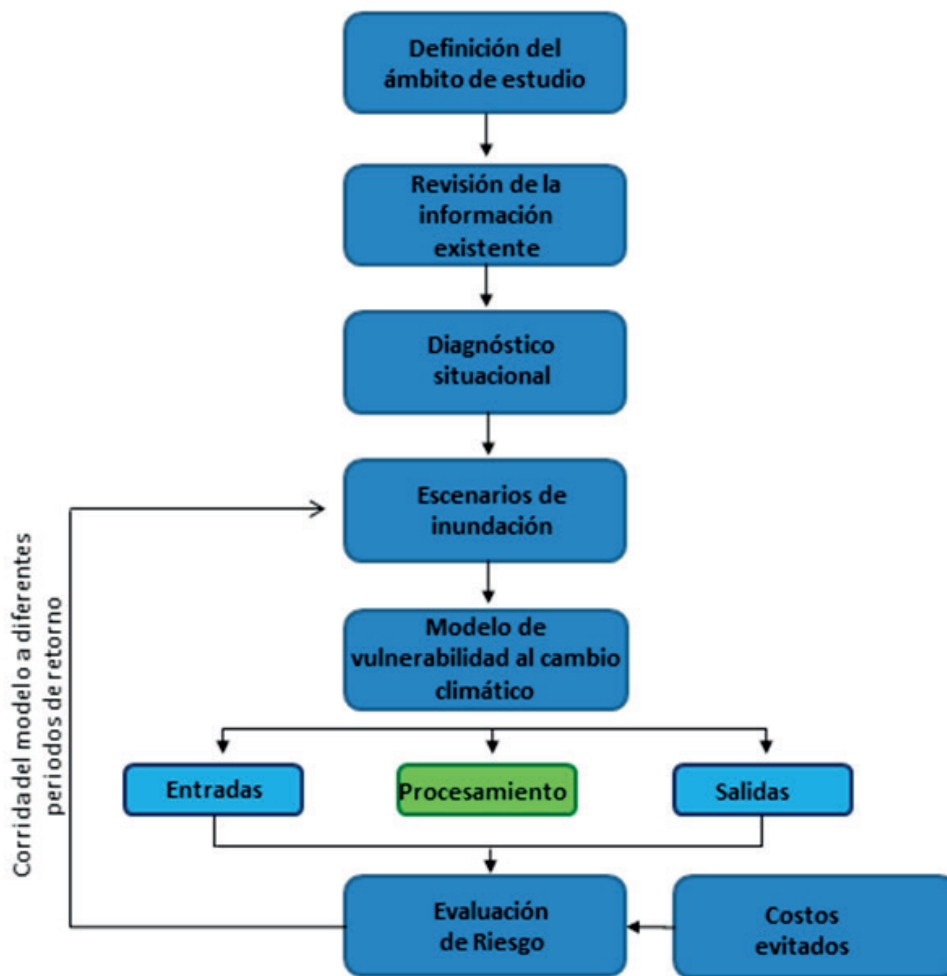 Definición del
ámbito de estudio
Revisión de la
información
existente
Diagnóstico
situacional
Escenarios de
inundación
Corrida del modelo a diferentes
periodos de retorno
Modelo de
vulnerabilidad al cambio
climático
Entradas
Procesamiento
Salidas
Evaluación
de Riesgo
Costos
evitados